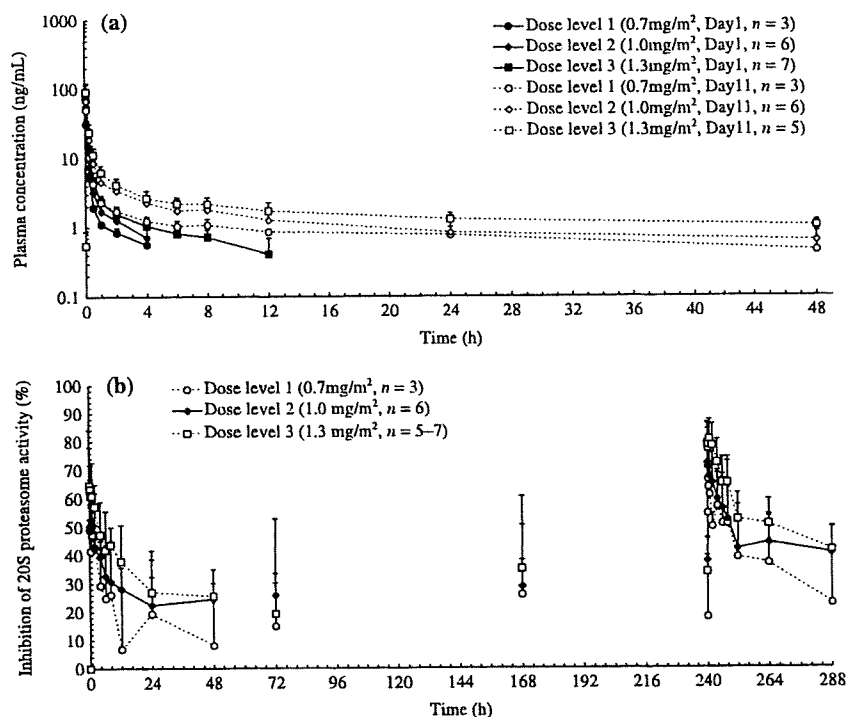 (a)
Plasma concentration (ng/mL)
1000
100
10
1
0.1
Dose level 1 (0.7mg/m², Day1, n = 3)
Dose level 2 (1.0mg/m², Day1, n = 6)
Dose level 3 (1.3mg/m², Day1, n = 7)
Dose level 1 (0.7mg/m², Day11, n = 3)
Dose level 2 (1.0mg/m², Day11, n = 6)
Dose level 3 (1.3mg/m², Day11, n = 5)
0 4 8 12 16 20 24 28 32 36 40 44 48
Time (h)
(b)
Inhibition of 20S proteasome activity (%)
100
90
80
70
60
50
40
30
20
10
0
Dose level 1 (0.7mg/m², n = 3)
Dose level 2 (1.0 mg/m², n = 6)
Dose level 3 (1.3 mg/m², n = 5–7)
0 24 48 72 96 120 144 168 192 216 240 264 288
Time (h)